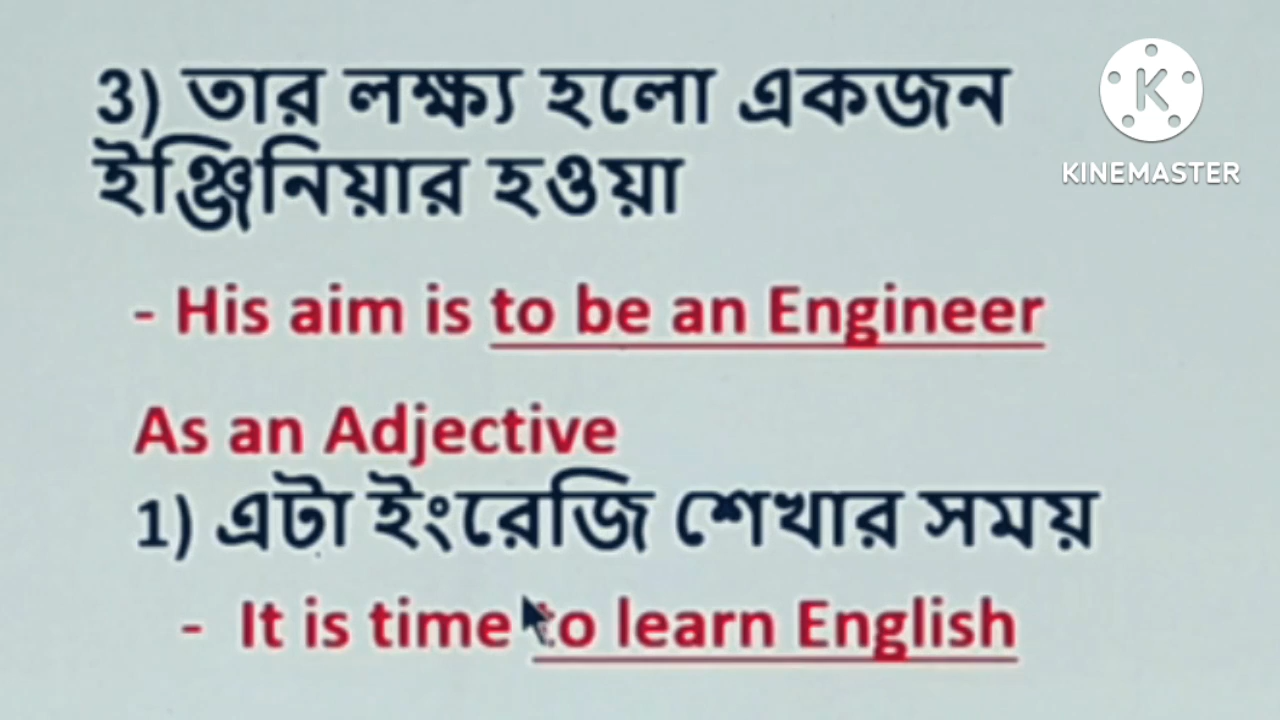 3) তার লক্ষ্য হলো একজন
ইঞ্জিনিয়ার হওয়া
KINEMASTER
- His aim is to be an Engineer
As an Adjective
1) এটা ইংরেজি শেখার সময়
- It is time to learn English